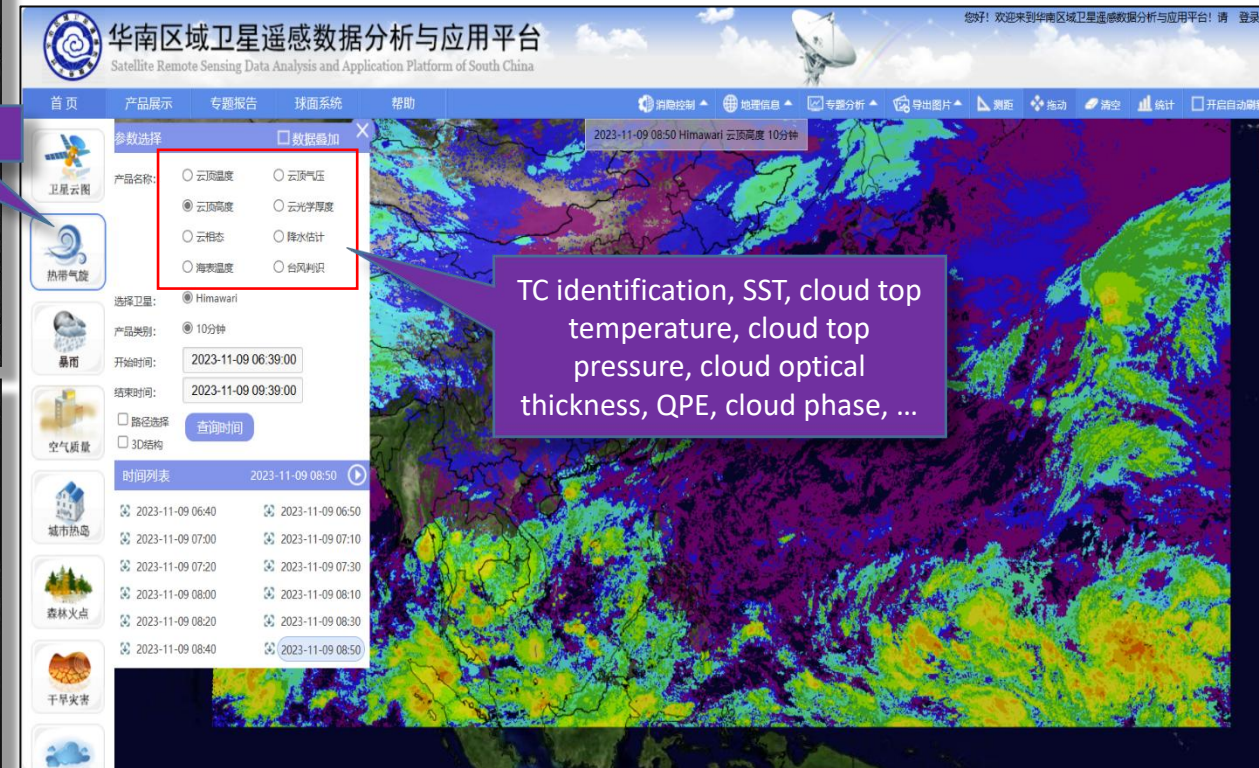 您好！欢迎来到华南区域卫星遥感数据分析与应用平台！请 登录
华南区域卫星遥感数据分析与应用平台
Satellite Remote Sensing Data Analysis and Application Platform of South China
首页 产品展示 专题报告 球面系统 帮助 消隐控制 地理信息 专题分析 导出图片 测距 拖动 清空 统计 开启自动刷新
2023-11-09 08:50 Himawari 云顶高度 10分钟
卫星云图
热带气旋
暴雨
空气质量
城市热岛
森林火点
干旱灾害
参数选择 数据叠加 X
产品名称: 云顶温度 云顶气压
云顶高度 云光学厚度
云相态 降水估计
海表温度 台风判识
选择卫星: Himawari
产品类别: 10分钟
开始时间: 2023-11-09 06:39:00
结束时间: 2023-11-09 09:39:00
路径选择 查询时间
3D结构
时间列表 2023-11-09 08:50
2023-11-09 06:40 2023-11-09 06:50
2023-11-09 07:00 2023-11-09 07:10
2023-11-09 07:20 2023-11-09 07:30
2023-11-09 08:00 2023-11-09 08:10
2023-11-09 08:20 2023-11-09 08:30
2023-11-09 08:40 2023-11-09 08:50
TC identification, SST, cloud top
temperature, cloud top
pressure, cloud optical
thickness, QPE, cloud phase, …